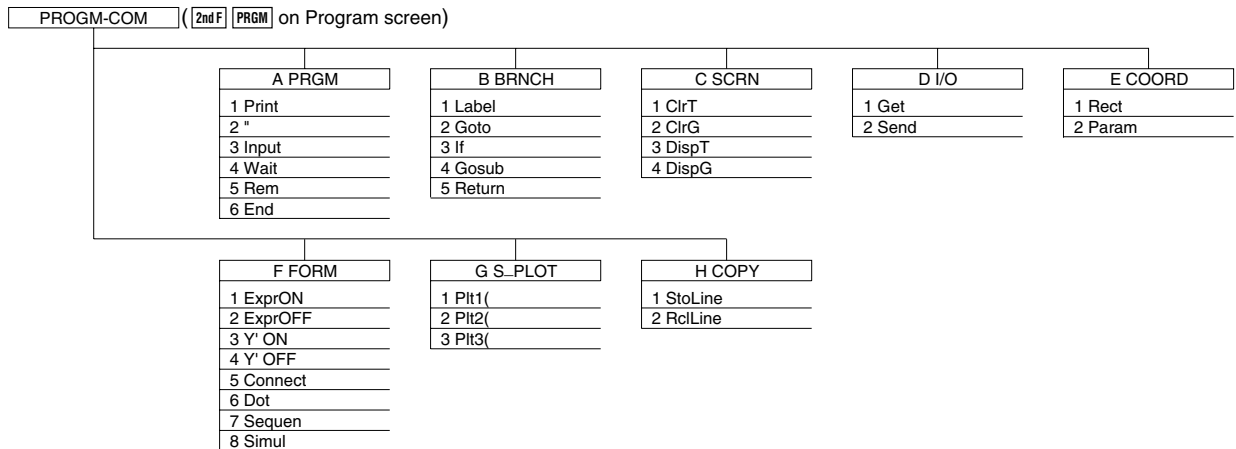 PROGM-COM ( 2nd F PRGM on Program screen)
A PRGM
1 Print
2 "
3 Input
4 Wait
5 Rem
6 End
B BRNCH
1 Label
2 Goto
3 If
4 Gosub
5 Return
C SCRN
1 ClrT
2 ClrG
3 DispT
4 DispG
D I/O
1 Get
2 Send
E COORD
1 Rect
2 Param
F FORM
1 ExprON
2 ExprOFF
3 Y' ON
4 Y' OFF
5 Connect
6 Dot
7 Sequen
8 Simul
G S_PLOT
1 Plt1(
2 Plt2(
3 Plt3(
H COPY
1 StoLine
2 RclLine